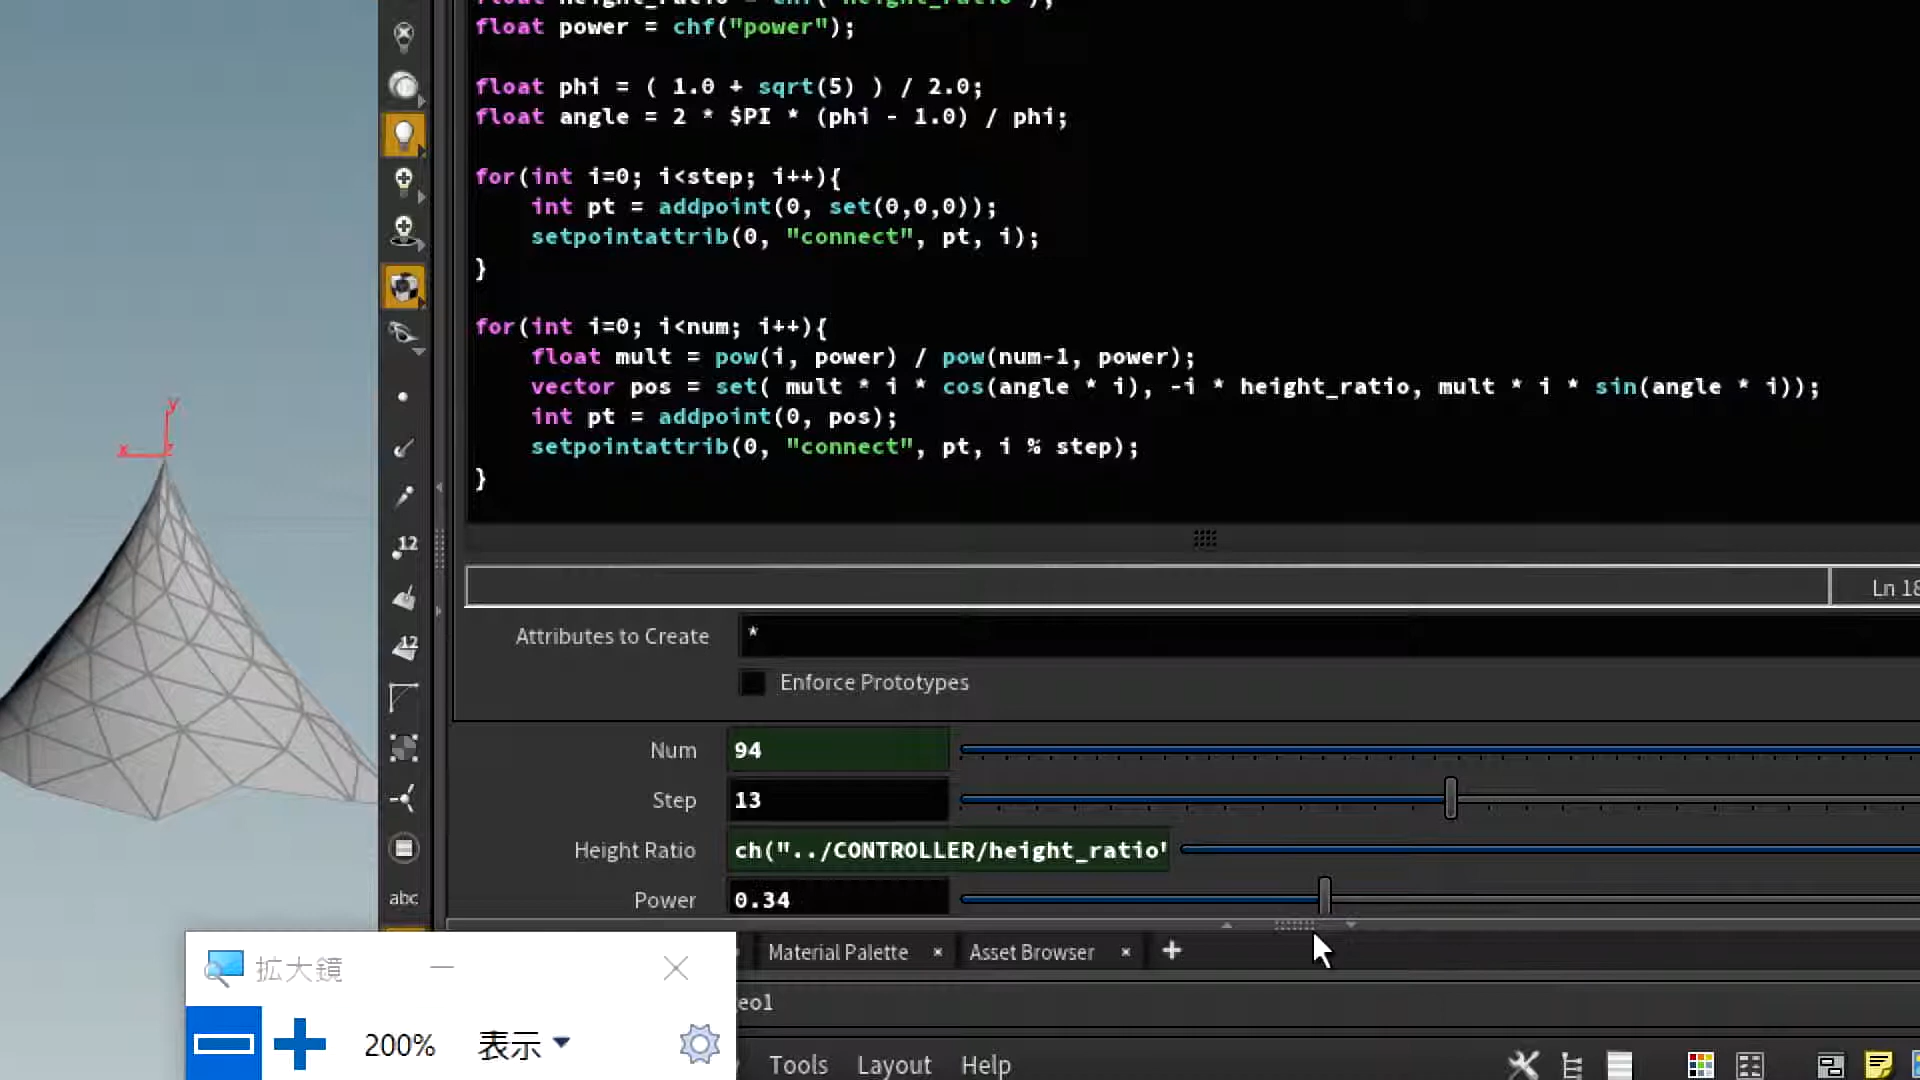 float height_ratio = chf("height_ratio");
float power = chf("power");
float phi = ( 1.0 + sqrt(5) ) / 2.0;
float angle = 2 * $PI * (phi - 1.0) / phi;
for(int i=0; i<step; i++){
int pt = addpoint(0, set(0,0,0));
setpointattrib(0, "connect", pt, i);
}
for(int i=0; i<num; i++){
float mult = pow(i, power) / pow(num-1, power);
vector pos = set( mult * i * cos(angle * i), -i * height_ratio, mult * i * sin(angle * i));
int pt = addpoint(0, pos);
setpointattrib(0, "connect", pt, i % step);
}
y
x z
12
12
abc
Ln 18
Attributes to Create *
Enforce Prototypes
Num 94
Step 13
Height Ratio ch("../CONTROLLER/height_ratio"
Power 0.34
Material Palette × Asset Browser × +
eo1
Tools Layout Help
拡大鏡
200% 表示